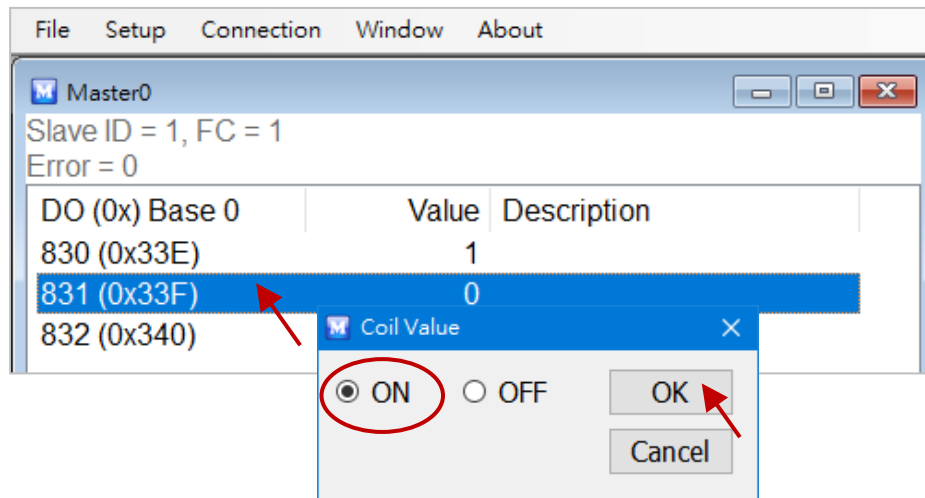 File Setup Connection Window About
M Master0
Slave ID = 1, FC = 1
Error = 0
DO (0x) Base 0 Value Description
830 (0x33E) 1
831 (0x33F) 0
832 (0x340)
M Coil Value
ON OFF OK
Cancel